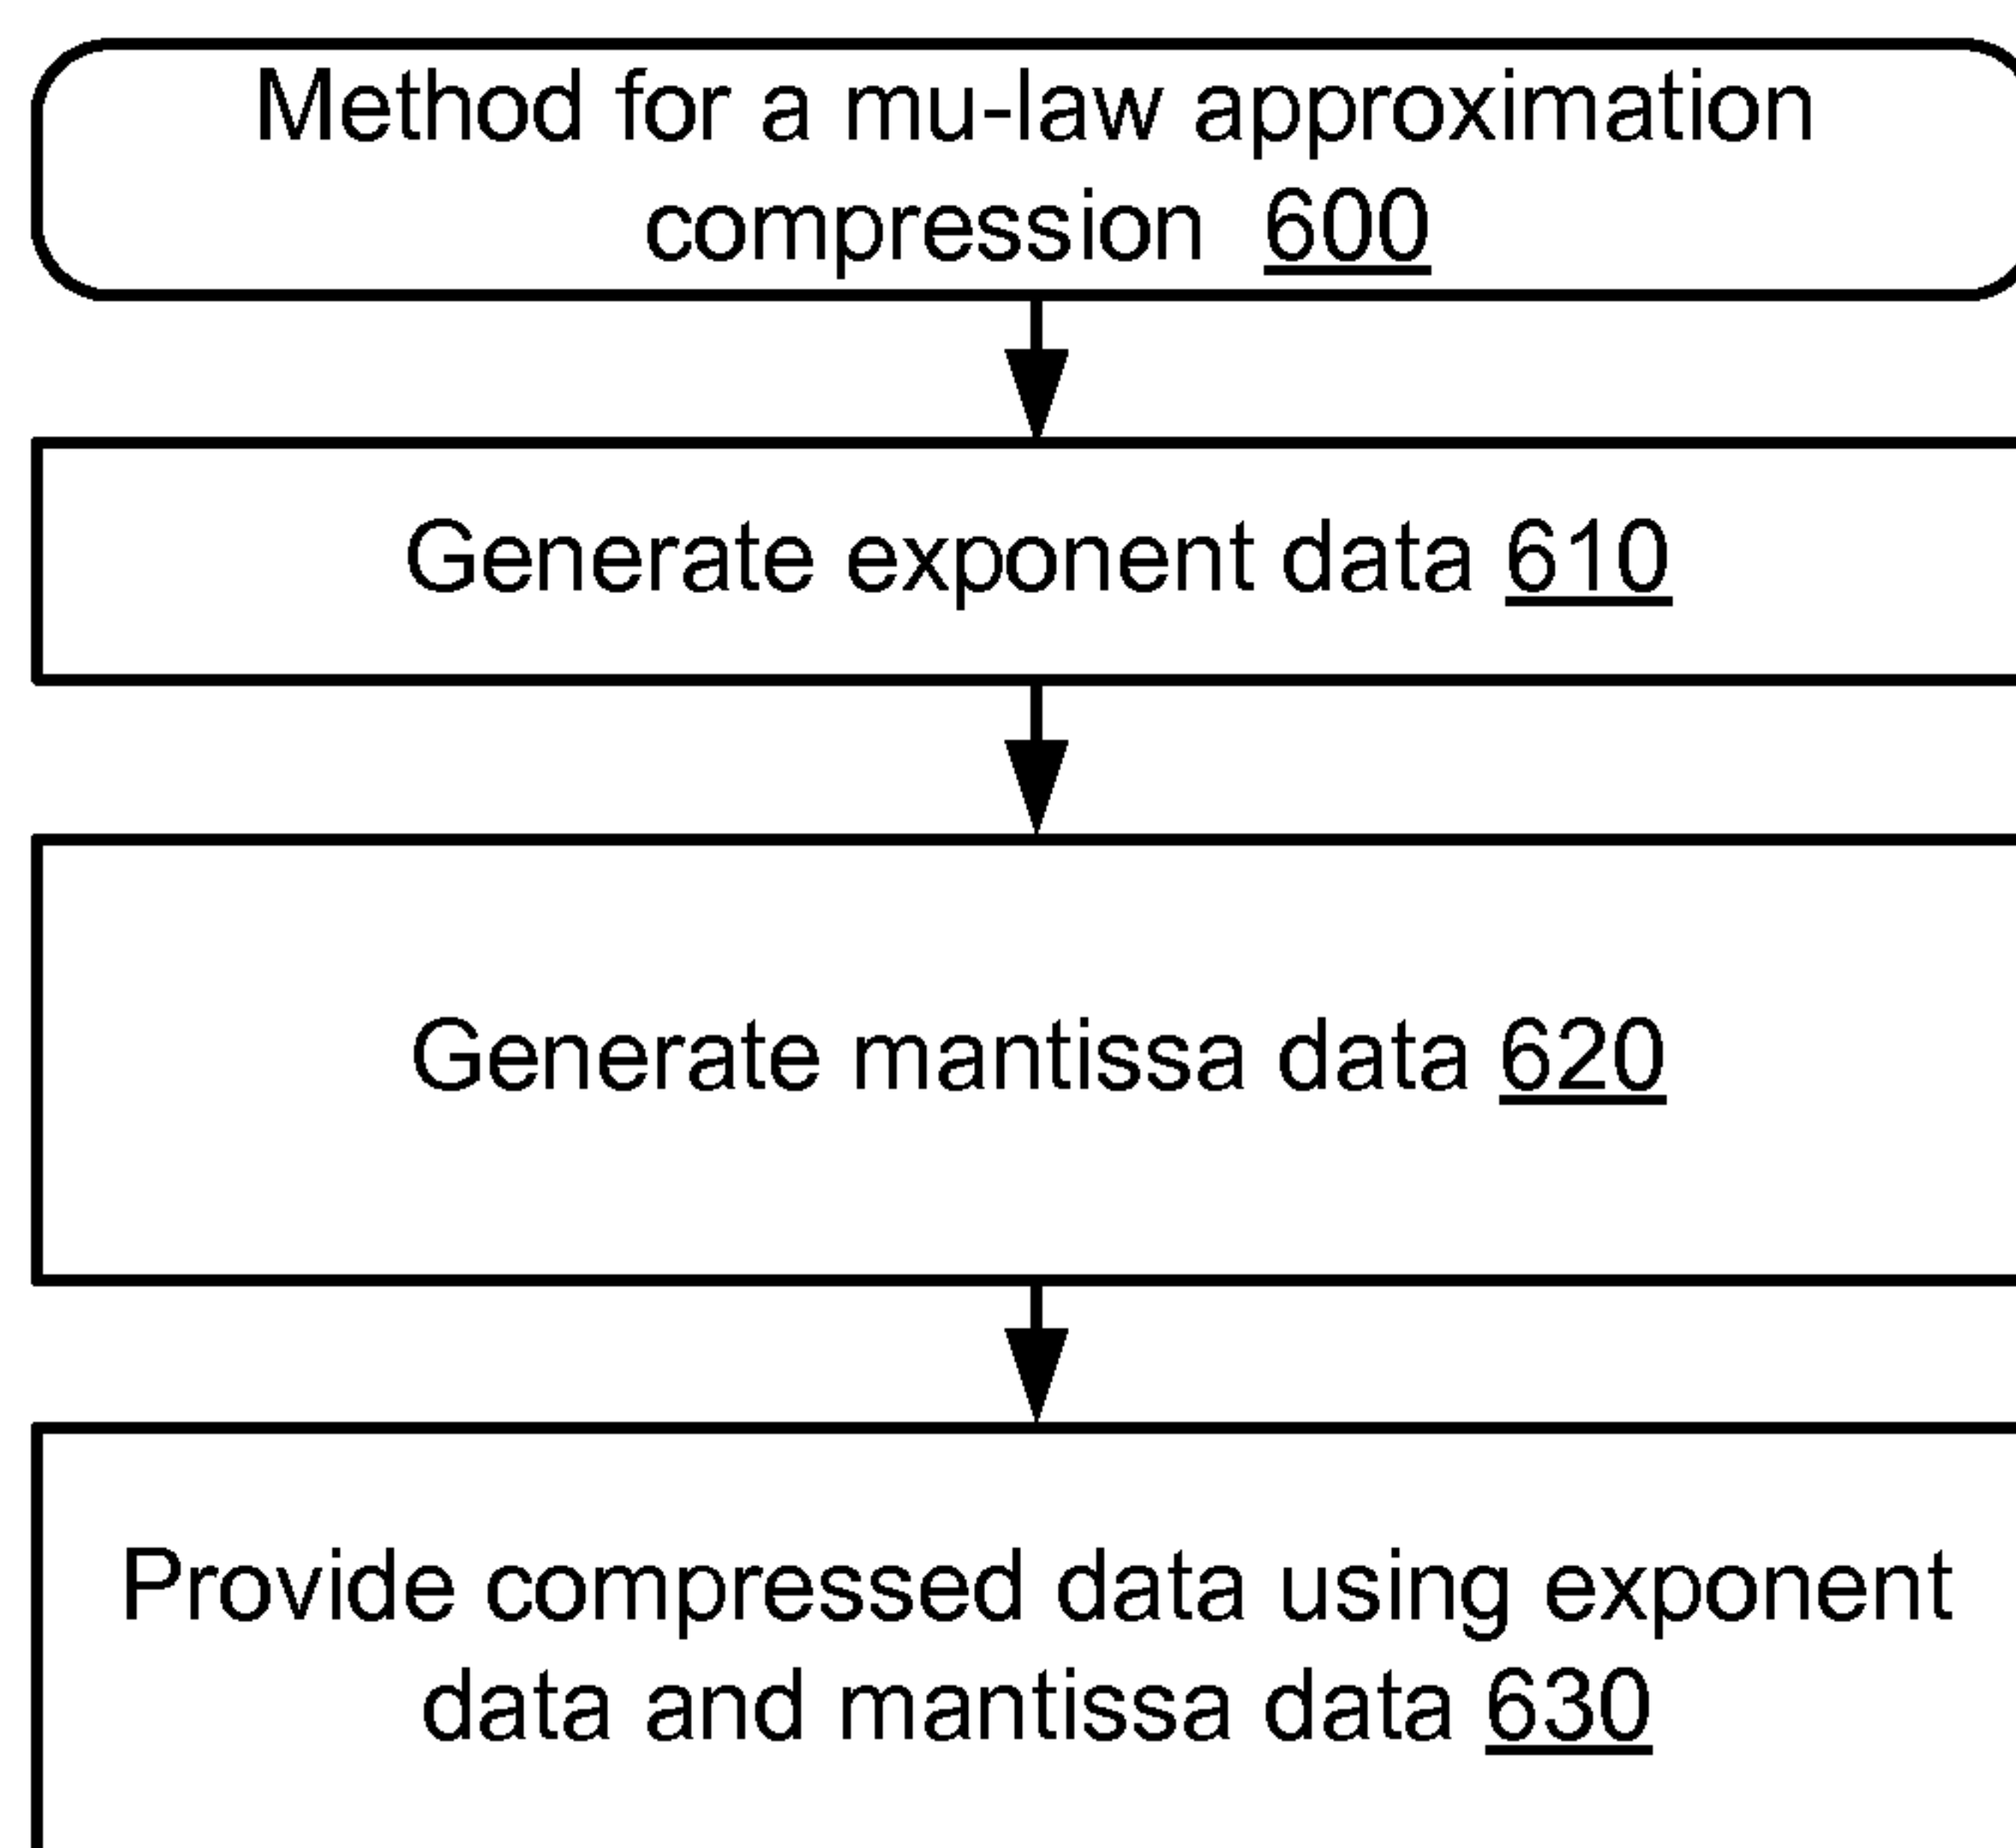 Method for a mu-law approximation
compression 600
Generate exponent data 610
Generate mantissa data 620
Provide compressed data using exponent
data and mantissa data 630